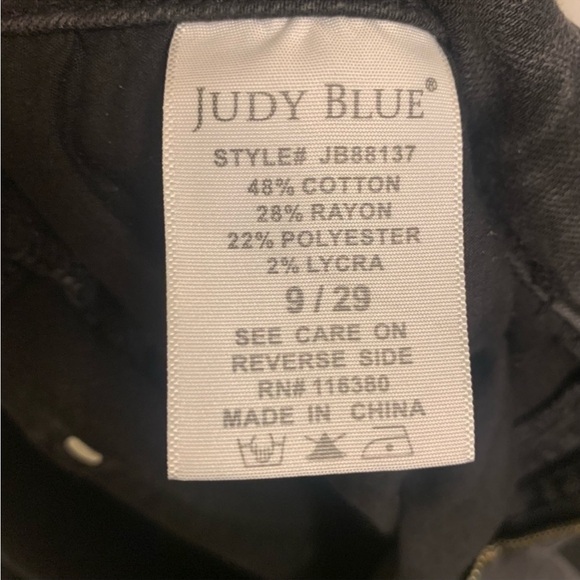 JUDY BLUE®
STYLE# JB88137
48% COTTON
28% RAYON
22% POLYESTER
2% LYCRA
9 / 29
SEE CARE ON
REVERSE SIDE
RN# 116380
MADE IN CHINA